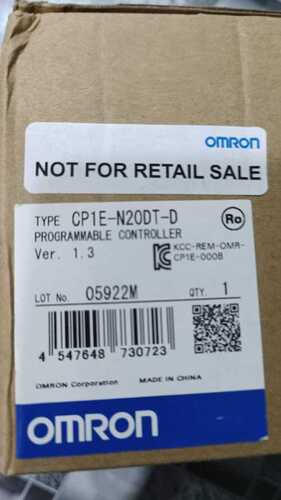 OMRON
NOT FOR RETAIL SALE
TYPE CP1E-N20DT-D
PROGRAMMABLE CONTROLLER
Ver. 1.3
Ro
KCC-REM-OMR-
CP1E-000B
LOT No. 05922M QTY. 1
4 547648 730723
OMRON Corporation MADE IN CHINA
OMRON